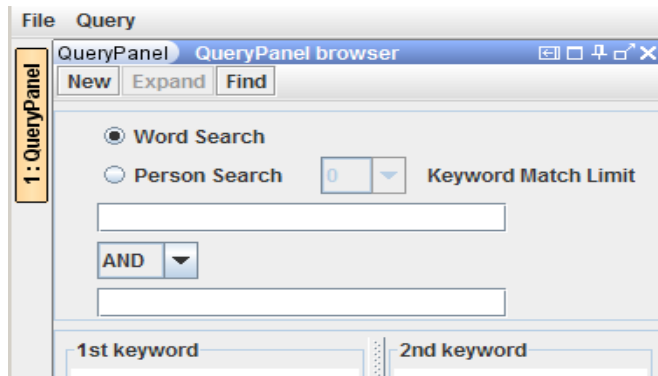 File Query
1: QueryPanel
QueryPanel QueryPanel browser
New Expand Find
Word Search
Person Search 0 Keyword Match Limit
AND
1st keyword 2nd keyword